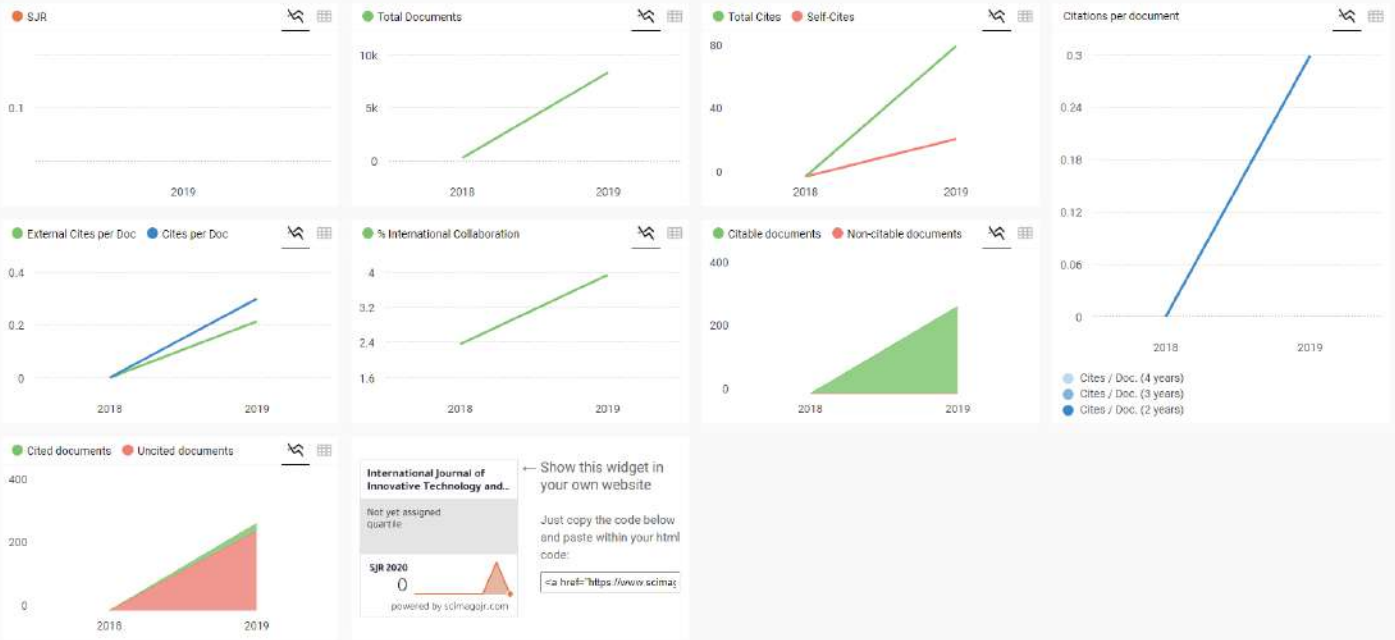 SJR
0.1
2019
Total Documents
10k
5k
0
2018 2019
Total Cites Self-Cites
80
40
0
2018 2019
Citations per document
0.3
0.24
0.18
0.12
0.06
0
2018 2019
Cites / Doc. (4 years)
Cites / Doc. (3 years)
Cites / Doc. (2 years)
External Cites per Doc Cites per Doc
0.4
0.2
0
2018 2019
% International Collaboration
4
3.2
2.4
1.6
2018 2019
Citable documents Non-citable documents
400
200
0
2018 2019
Cited documents Uncited documents
400
200
0
2018 2019
International Journal of
Innovative Technology and...
Not yet assigned
quartile
SJR 2020
0
powered by scimagojr.com
← Show this widget in
your own website
Just copy the code below
and paste within your html
code:
<a href="https://www.scimag